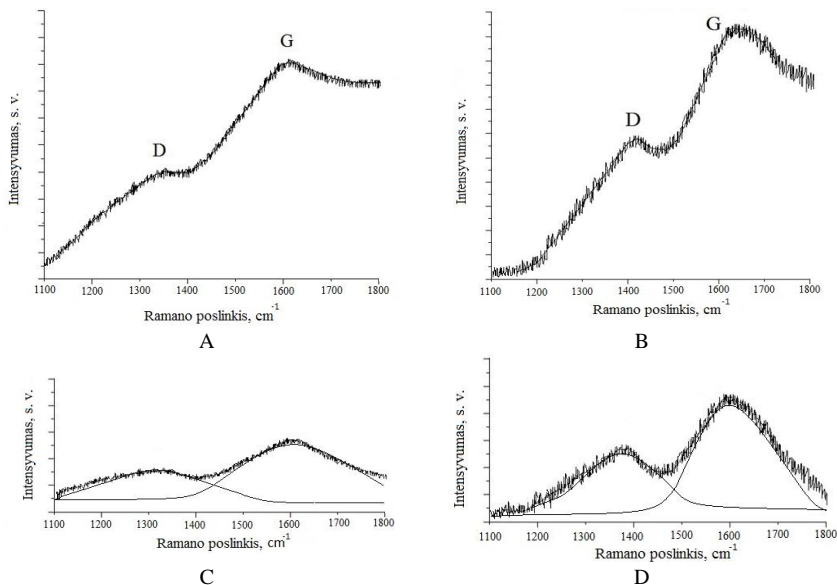 G
D
Intensyvumas, s. v.
1100 1200 1300 1400 1500 1600 1700 1800
Ramano poslinkis, cm-1
A
G
D
Intensyvumas, s. v.
1100 1200 1300 1400 1500 1600 1700 1800
Ramano poslinkis, cm-1
B
Intensyvumas, s. v.
1100 1200 1300 1400 1500 1600 1700 1800
Ramano poslinkis, cm-1
C
Intensyvumas, s. v.
1100 1200 1300 1400 1500 1600 1700 1800
Ramano poslinkis, cm-1
D